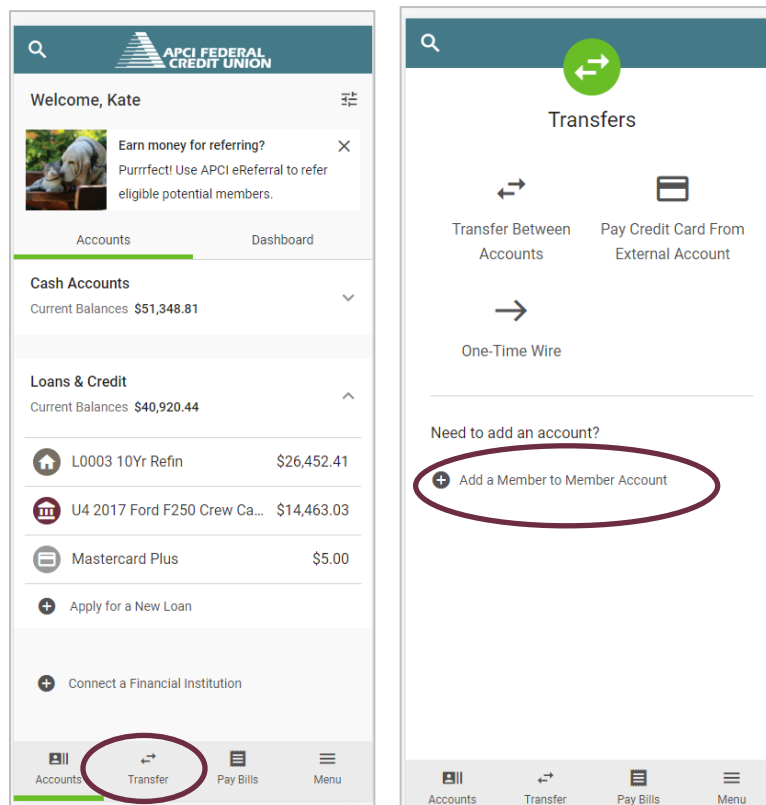 APCI FEDERAL
CREDIT UNION
Welcome, Kate
Earn money for referring?
Purrrfect! Use APCI eReferral to refer
eligible potential members.
Accounts Dashboard
Cash Accounts
Current Balances $51,348.81
Loans & Credit
Current Balances $40,920.44
L0003 10Yr Refin $26,452.41
U4 2017 Ford F250 Crew Ca... $14,463.03
Mastercard Plus $5.00
Apply for a New Loan
Connect a Financial Institution
Accounts Transfer Pay Bills Menu
Transfers
Transfer Between
Accounts
Pay Credit Card From
External Account
One-Time Wire
Need to add an account?
Add a Member to Member Account
Accounts Transfer Pay Bills Menu